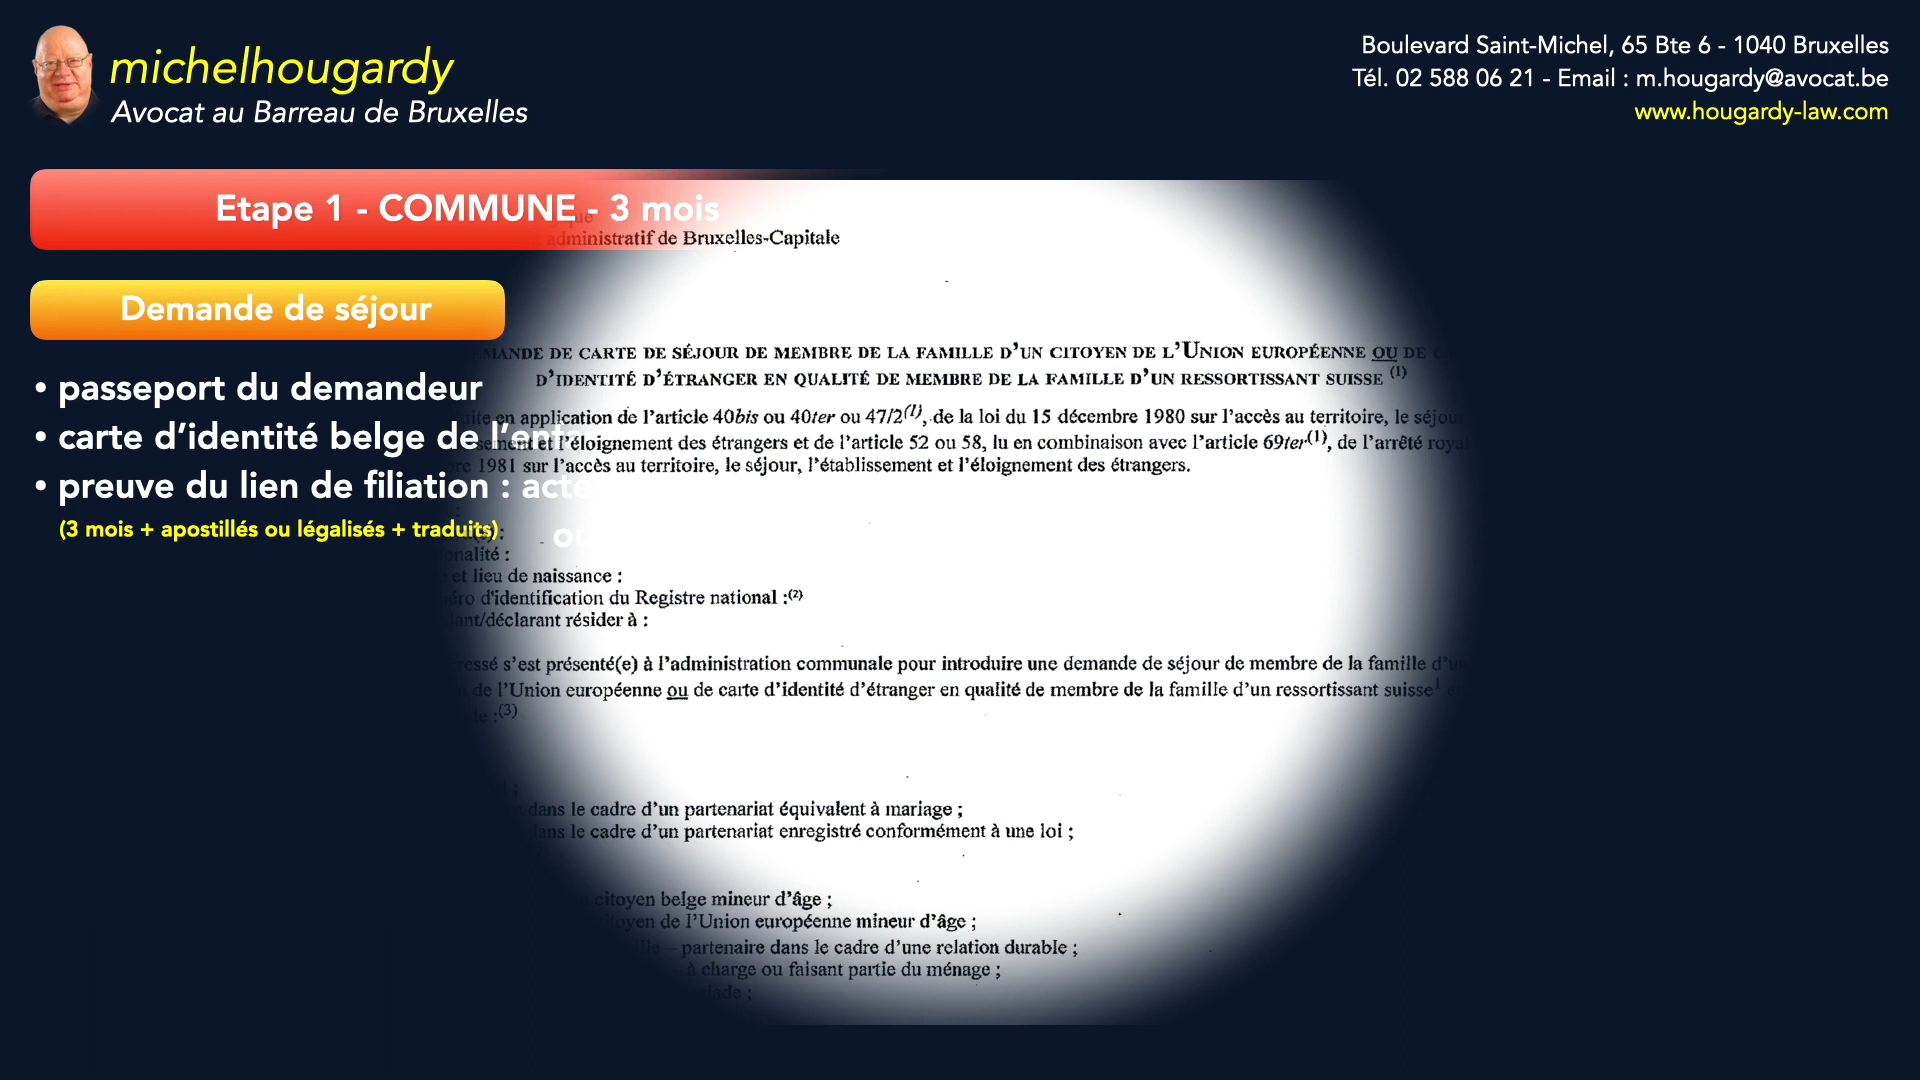 michelhougardy
Avocat au Barreau de Bruxelles
Boulevard Saint-Michel, 65 Bte 6 - 1040 Bruxelles
Tél. 02 588 06 21 - Email : m.hougardy@avocat.be
www.hougardy-law.com
Etape 1 - COMMUNE - 3 mois
administratif de Bruxelles-Capitale
Demande de séjour
DE CARTE DE SÉJOUR DE MEMBRE DE LA FAMILLE D'UN CITOYEN DE L'UNION EUROPÉENNE OU DE
D'IDENTITÉ D'ÉTRANGER EN QUALITÉ DE MEMBRE DE LA FAMILLE D'UN RESSORTISSANT SUISSE (1)
• passeport du demandeur
• carte d'identité belge de
• preuve du lien de filiation : acte
(3 mois + apostillés ou légalisés + traduits)
ou
en application de l'article 40bis ou 40ter ou 47/2(1), de la loi du 15 décembre 1980 sur l'accès au territoire, le séjour
et l'éloignement des étrangers et de l'article 52 ou 58, lu en combinaison avec l'article 69ter(1), de l'arrêté royal
1981 sur l'accès au territoire, le séjour, l'établissement et l'éloignement des étrangers.
et lieu de naissance :
d'identification du Registre national :(2)
résider à :
s'est présenté(e) à l'administration communale pour introduire une demande de séjour de membre de la famille d'un
de l'Union européenne ou de carte d'identité d'étranger en qualité de membre de la famille d'un ressortissant suisse1
:(3)
dans le cadre d'un partenariat équivalent à mariage ;
dans le cadre d'un partenariat enregistré conformément à une loi ;
citoyen belge mineur d'âge ;
citoyen de l'Union européenne mineur d'âge ;
– partenaire dans le cadre d'une relation durable ;
à charge ou faisant partie du ménage ;